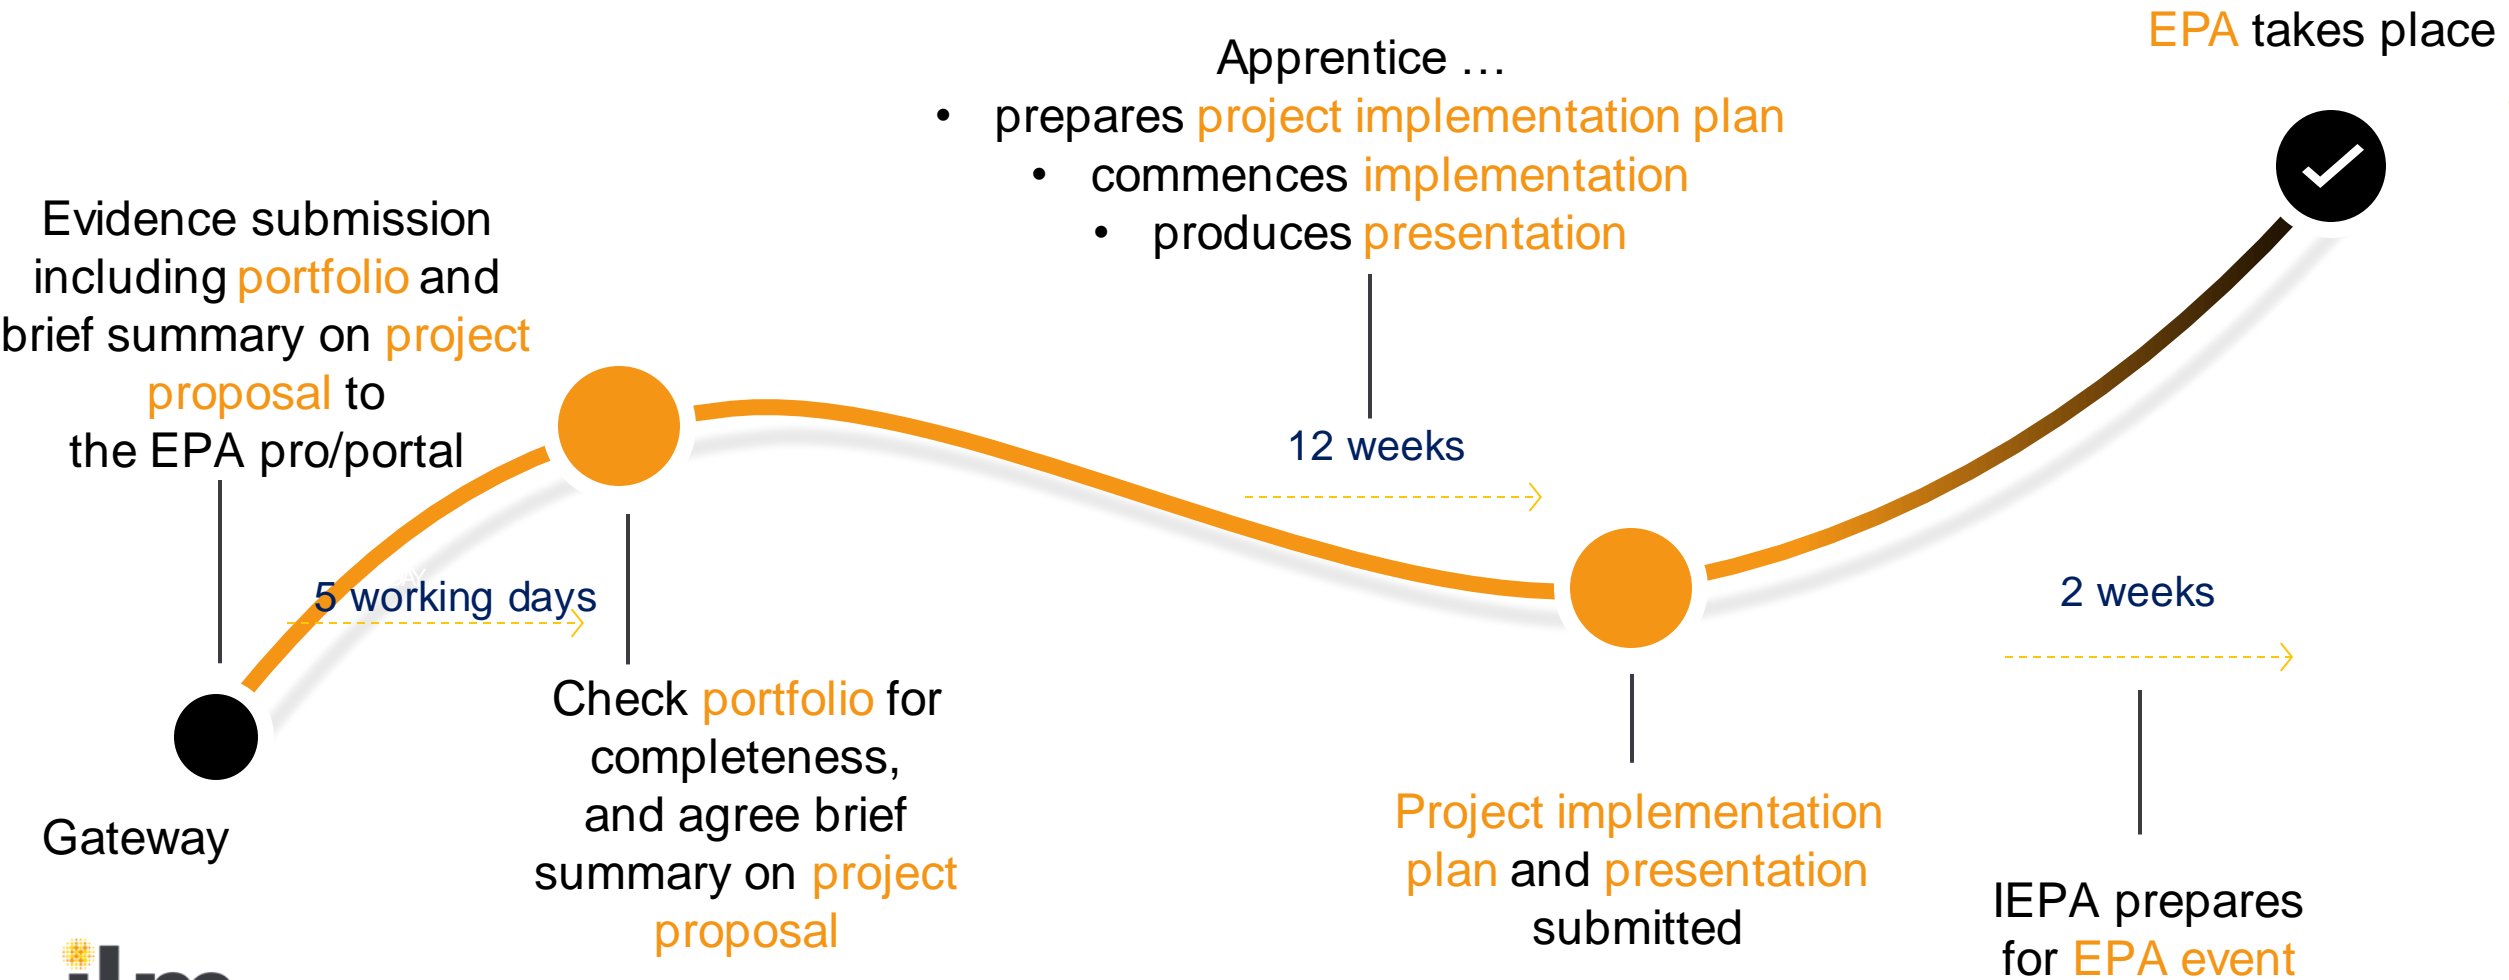 EPA takes place
Apprentice …
• prepares project implementation plan
• commences implementation
• produces presentation
Evidence submission
including portfolio and
brief summary on project
proposal to
the EPA pro/portal
12 weeks
5 working days
2 weeks
Check portfolio for
completeness,
and agree brief
summary on project
proposal
Gateway
Project implementation
plan and presentation
submitted
IEPA prepares
for EPA event
ilm